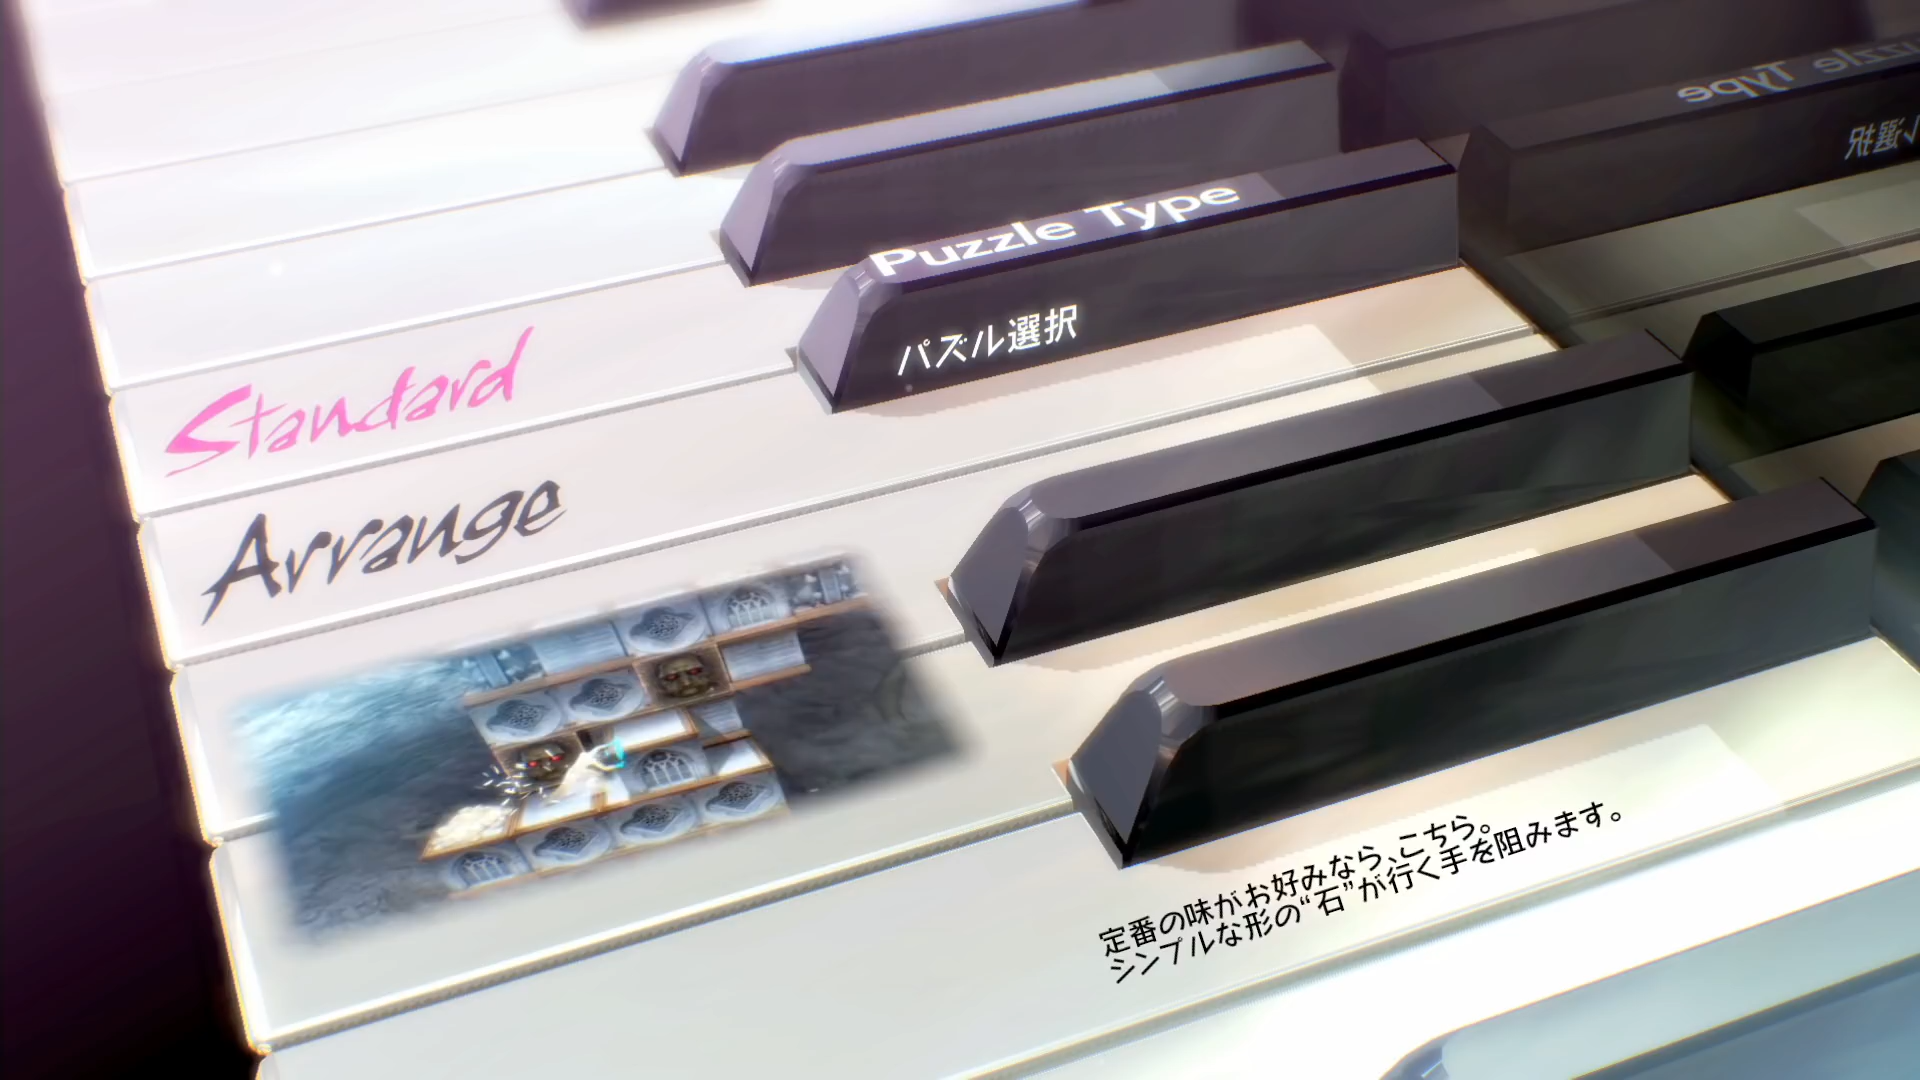 Puzzle Type
パズル選択
Standard
Arrange
定番の味がお好みなら、こちら。
シンプルな形の“石”が行く手を阻みます。